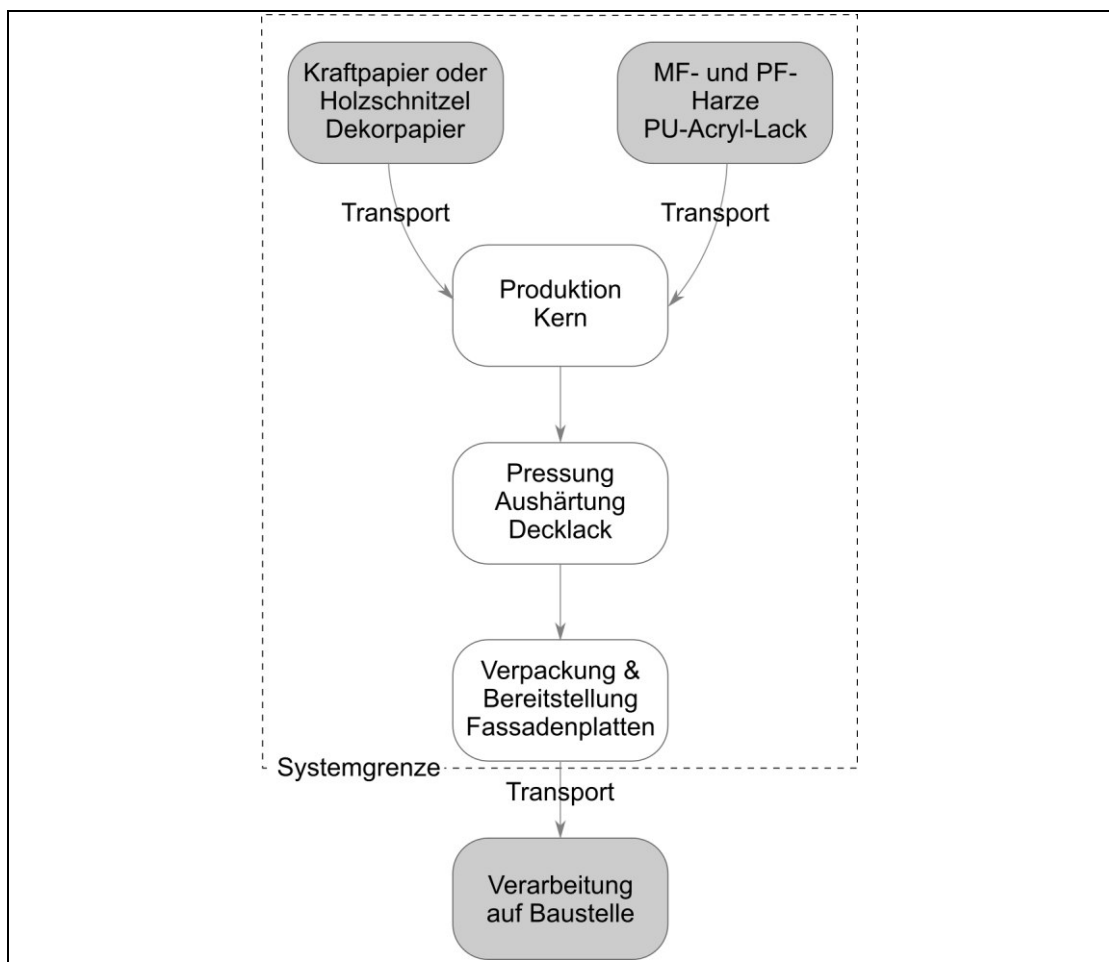 Kraftpapier oder
Holzschnitzel
Dekorpapier
MF- und PF-
Harze
PU-Acryl-Lack
Transport
Transport
Produktion
Kern
Pressung
Aushärtung
Decklack
Verpackung &
Bereitstellung
Fassadenplatten
Systemgrenze
Transport
Verarbeitung
auf Baustelle